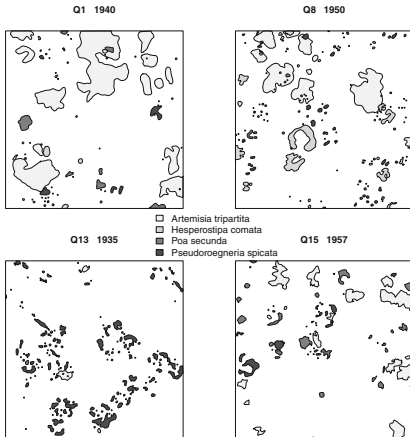 Q1 1940
Q8 1950
Artemisia tripartita
Hesperostipa comata
Poa secunda
Pseudoroegneria spicata
Q13 1935
Q15 1957